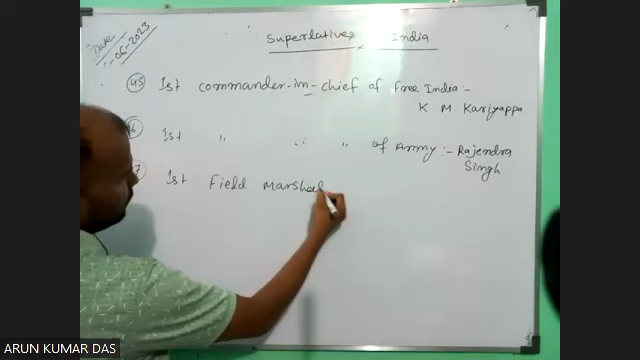 Date
-06-2023
Superlatives India
45 1st commander-in-chief of Free India :-
K. M. Kariyappa
1st " " " of Army :- Rajendra
Singh
1st Field Marshal
ARUN KUMAR DAS